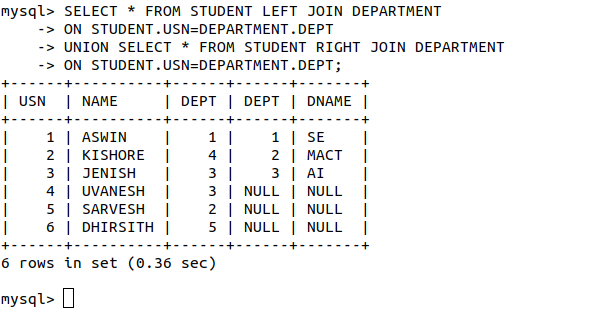 mysql> SELECT * FROM STUDENT LEFT JOIN DEPARTMENT
    -> ON STUDENT.USN=DEPARTMENT.DEPT
    -> UNION SELECT * FROM STUDENT RIGHT JOIN DEPARTMENT
    -> ON STUDENT.USN=DEPARTMENT.DEPT;
+------+----------+------+------+-------+
| USN  | NAME     | DEPT | DEPT | DNAME |
+------+----------+------+------+-------+
|    1 | ASWIN    |    1 |    1 | SE    |
|    2 | KISHORE  |    4 |    2 | MACT  |
|    3 | JENISH   |    3 |    3 | AI    |
|    4 | UVANESH  |    3 | NULL | NULL  |
|    5 | SARVESH  |    2 | NULL | NULL  |
|    6 | DHIRSITH |    5 | NULL | NULL  |
+------+----------+------+------+-------+
6 rows in set (0.36 sec)
mysql>